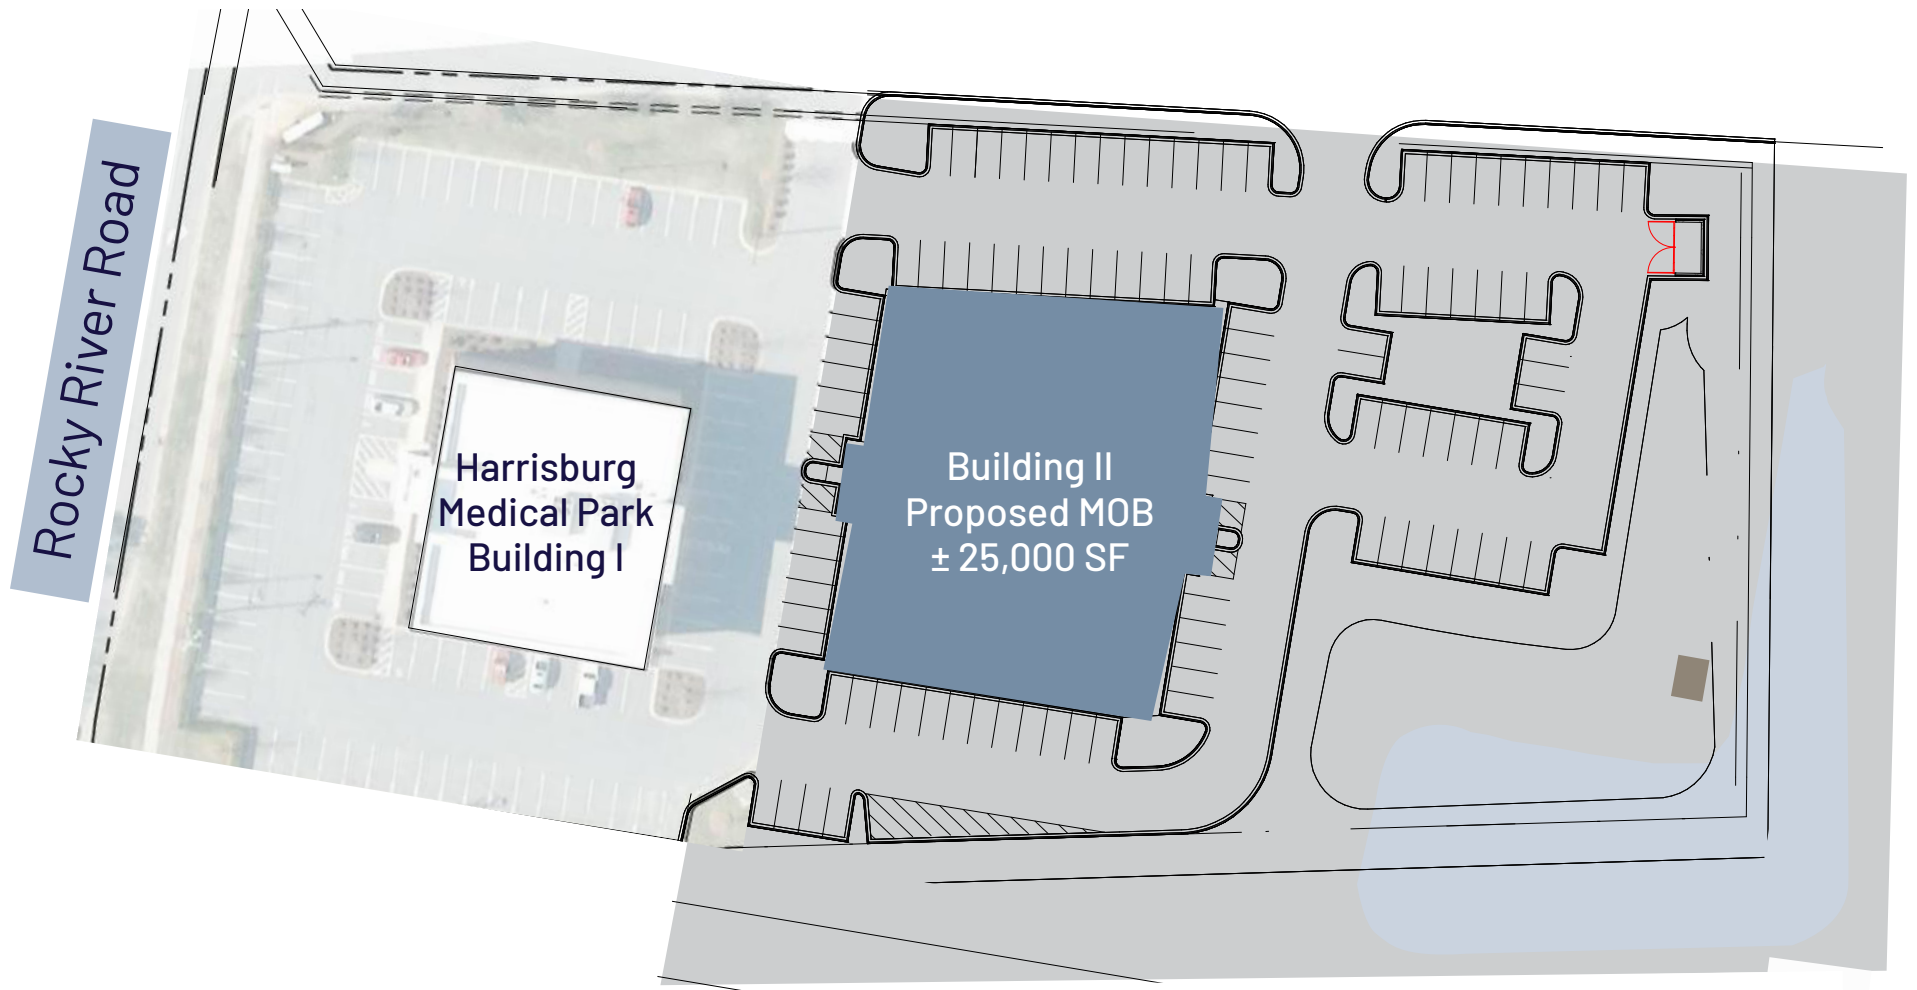 Rocky River Road
Harrisburg
Medical Park
Building I
Building II
Proposed MOB
± 25,000 SF